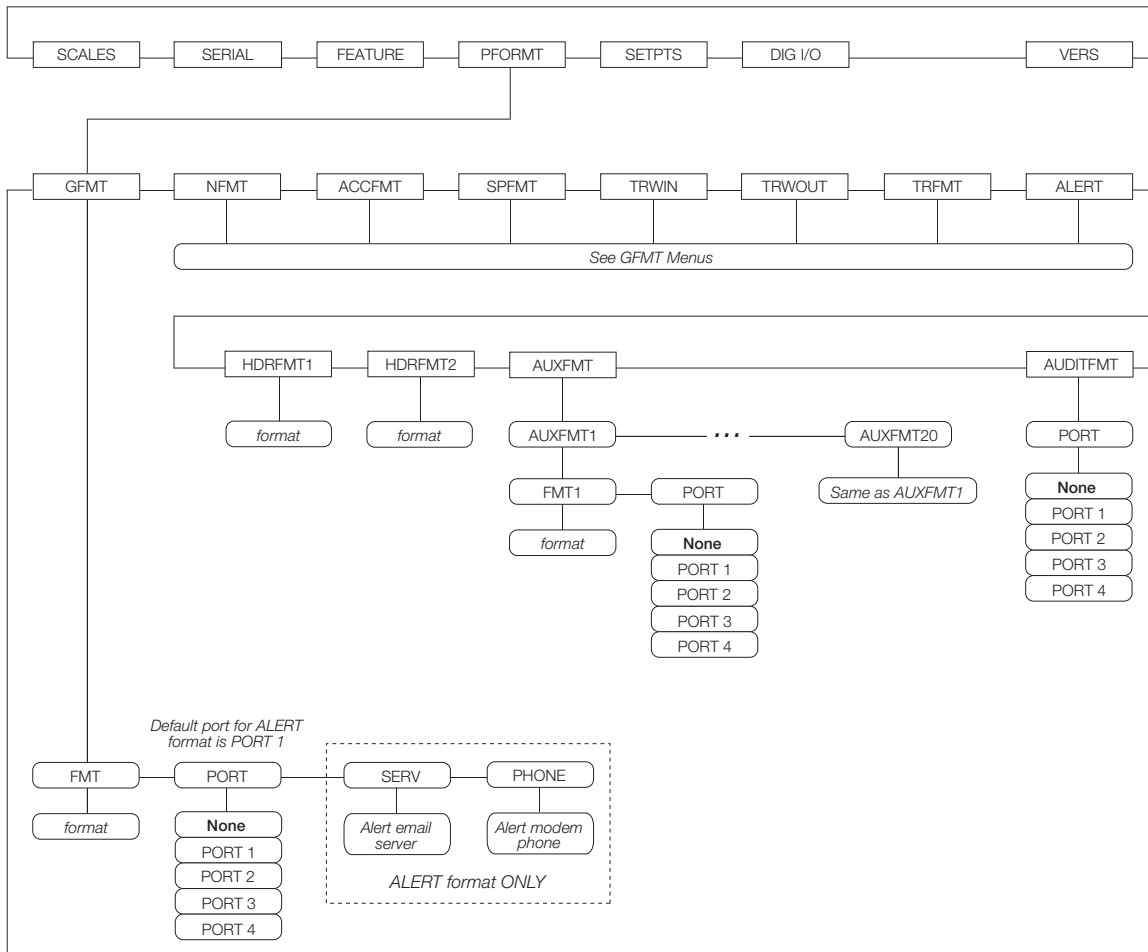 SCALES SERIAL FEATURE PFORMT SETPTS DIG I/O VERS
GFMT NFMT ACCFMT SPFMT TRWIN TRWOUT TRFMT ALERT
See GFMT Menus
HDRFMT1 HDRFMT2 AUXFMT AUDITFMT
format format AUXFMT1 ... AUXFMT20 PORT
FMT1 PORT Same as AUXFMT1 None
format None PORT 1
PORT 1 PORT 2
PORT 2 PORT 3
PORT 3 PORT 4
PORT 4
Default port for ALERT
format is PORT 1
FMT PORT SERV PHONE
format None Alert email Alert modem
PORT 1 server phone
PORT 2 ALERT format ONLY
PORT 3
PORT 4